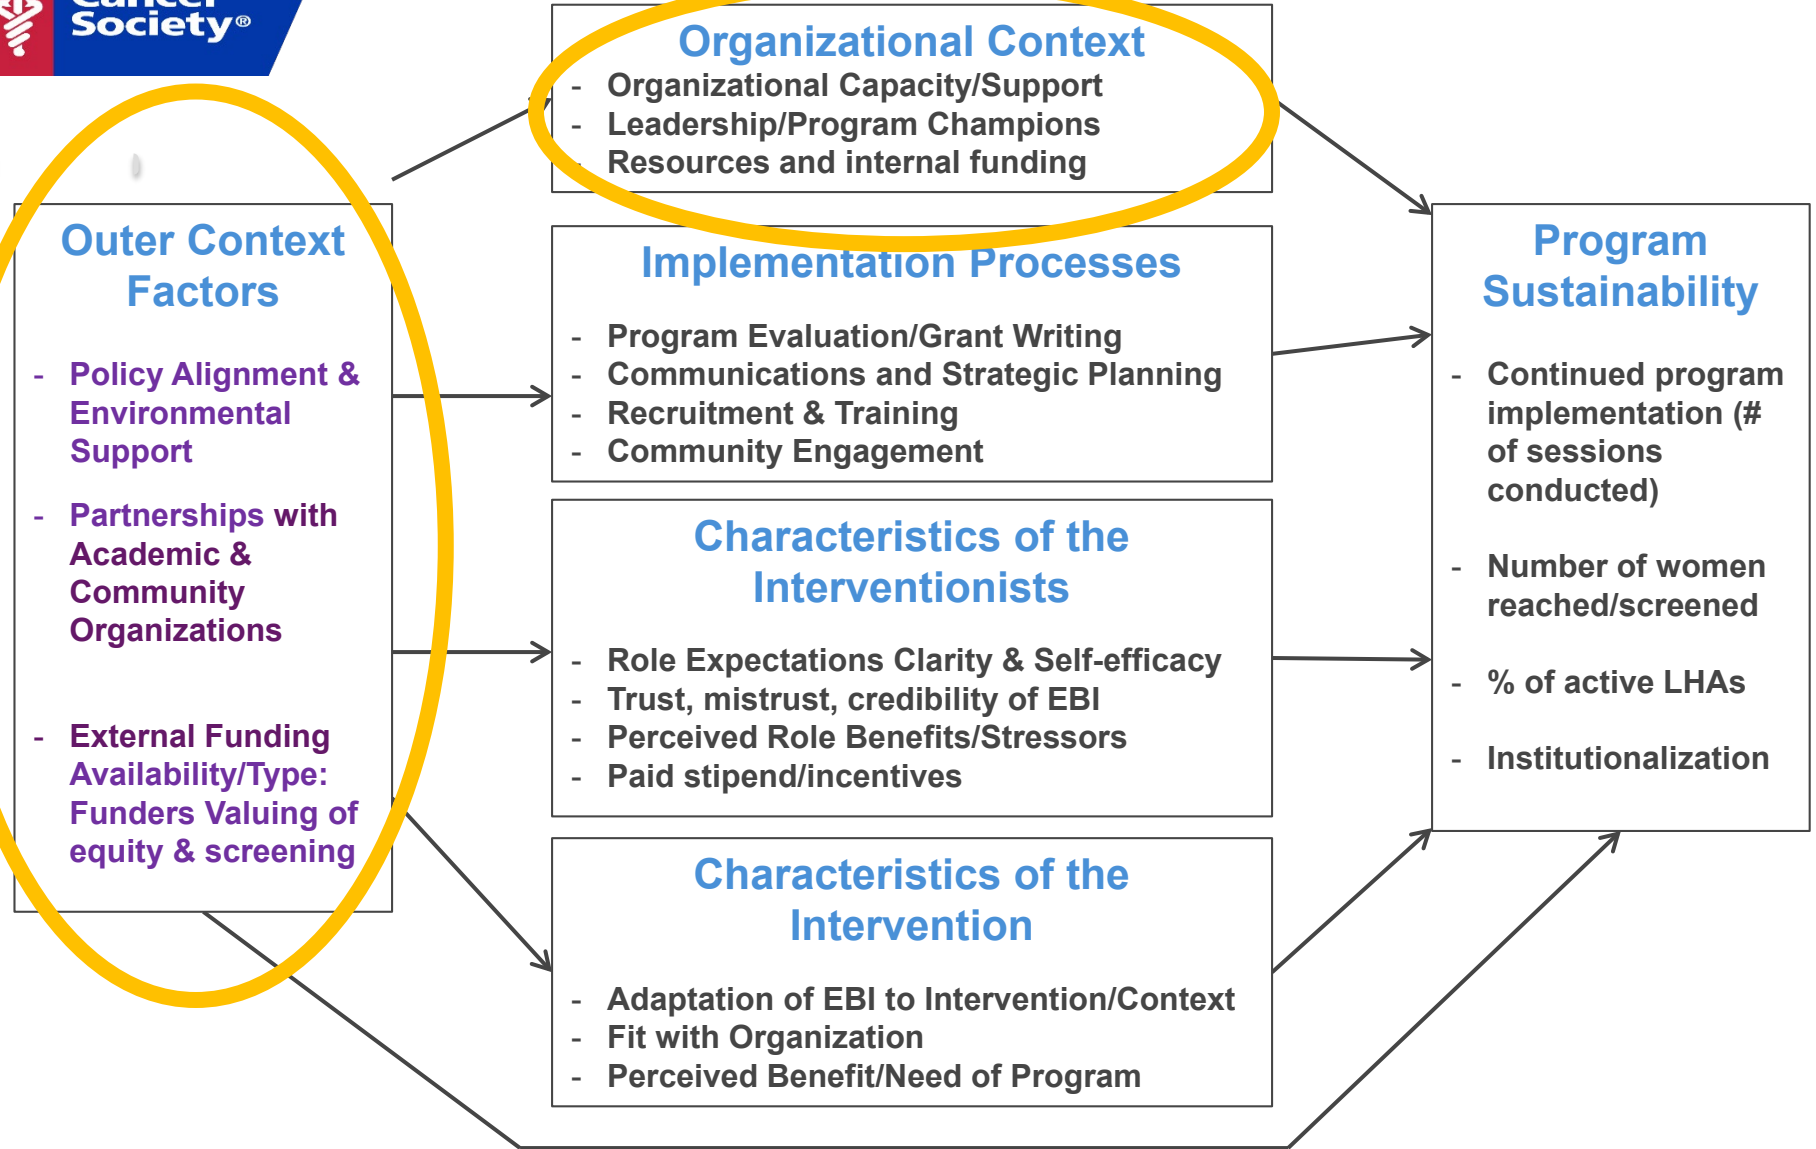 Cancer
Society®
Organizational Context
- Organizational Capacity/Support
- Leadership/Program Champions
- Resources and internal funding
Outer Context
Factors
- Policy Alignment &
Environmental
Support
- Partnerships with
Academic &
Community
Organizations
- External Funding
Availability/Type:
Funders Valuing of
equity & screening
Implementation Processes
- Program Evaluation/Grant Writing
- Communications and Strategic Planning
- Recruitment & Training
- Community Engagement
Characteristics of the
Interventionists
- Role Expectations Clarity & Self-efficacy
- Trust, mistrust, credibility of EBI
- Perceived Role Benefits/Stressors
- Paid stipend/incentives
Characteristics of the
Intervention
- Adaptation of EBI to Intervention/Context
- Fit with Organization
- Perceived Benefit/Need of Program
Program
Sustainability
- Continued program
implementation (#
of sessions
conducted)
- Number of women
reached/screened
- % of active LHAs
- Institutionalization